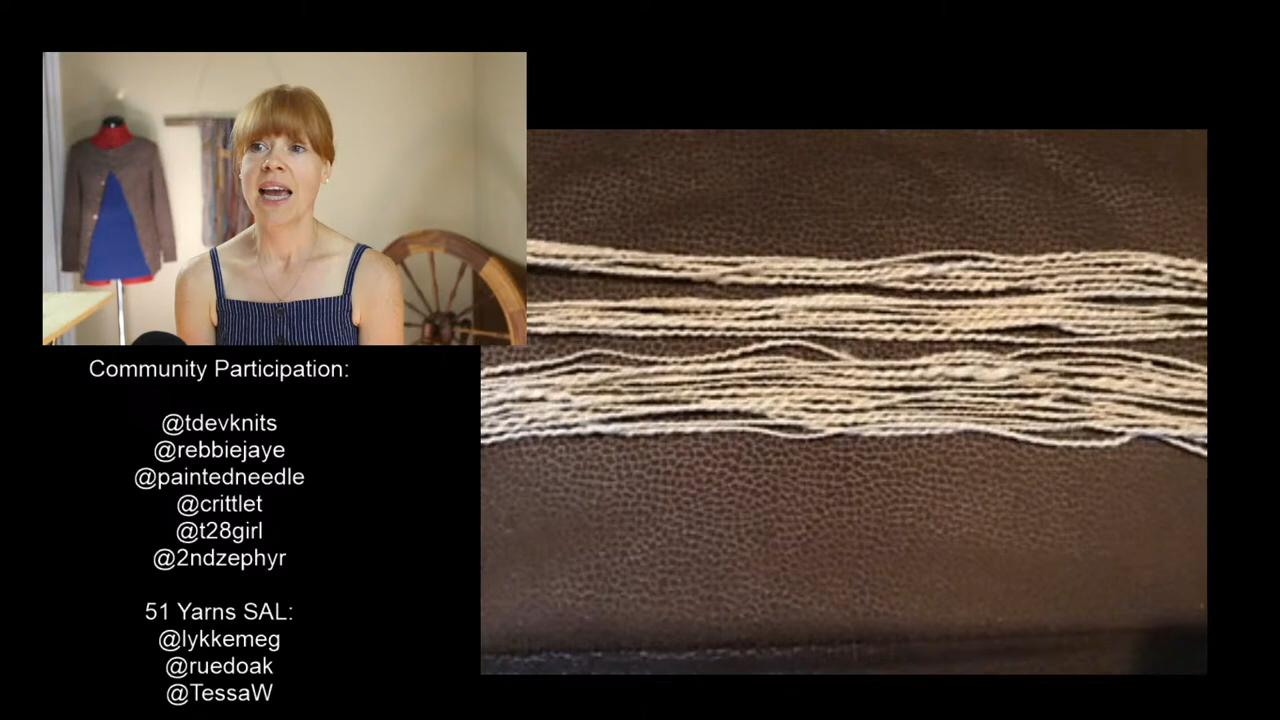 Community Participation:
@tdevknits
@rebbiejaye
@paintedneedle
@crittlet
@t28girl
@2ndzephyr
51 Yarns SAL:
@lykkemeg
@ruedoak
@TessaW